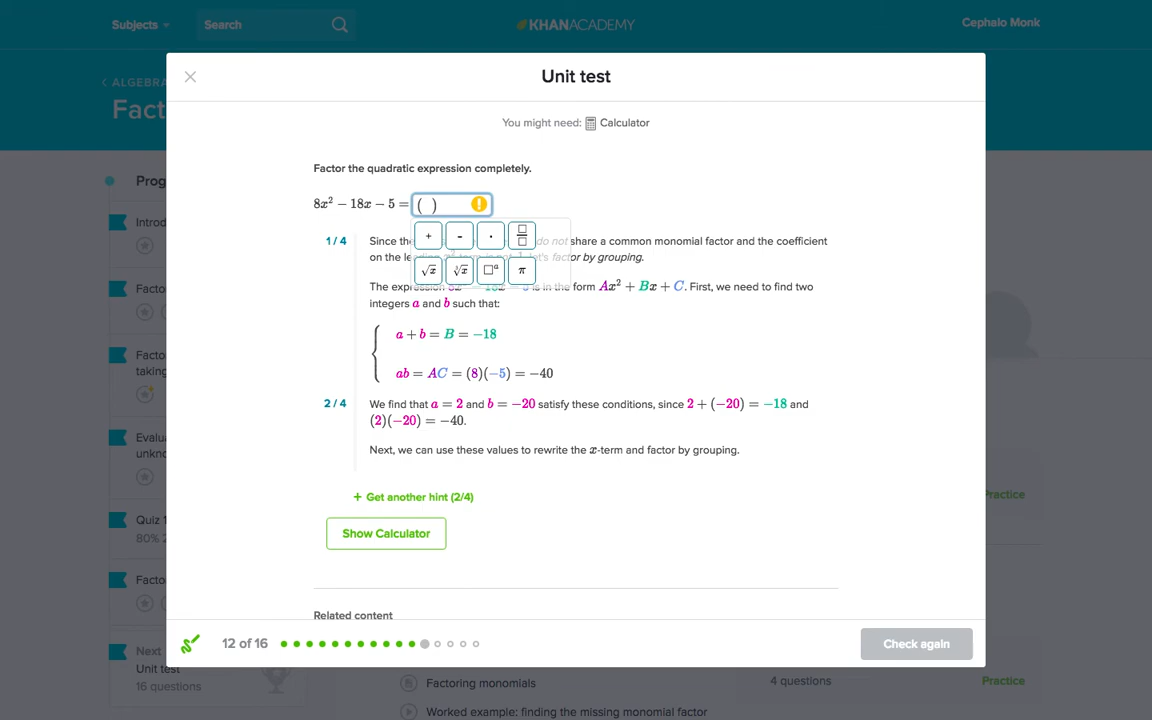 Subjects
Search
KHANACADEMY
Cephalo Monk
ALGEBRA
Fact
Unit test
You might need: Calculator
Factor the quadratic expression completely.
8x² − 18x − 5 = ( )
+ - ·
√x ∛x □ᵃ π
1 / 4 Since the do not share a common monomial factor and the coefficient
on the let's factor by grouping.
The expression is in the form Ax² + Bx + C. First, we need to find two
integers a and b such that:
a + b = B = −18
ab = AC = (8)(−5) = −40
2 / 4 We find that a = 2 and b = −20 satisfy these conditions, since 2 + (−20) = −18 and
(2)(−20) = −40.
Next, we can use these values to rewrite the x-term and factor by grouping.
+ Get another hint (2/4)
Show Calculator
Related content
12 of 16
Check again
Prog
Introd
Factor
Facto
taking
Evalua
unkno
Quiz 1
80%
Facto
Next
Unit test
16 questions
Practice
Factoring monomials
4 questions
Practice
Worked example: finding the missing monomial factor